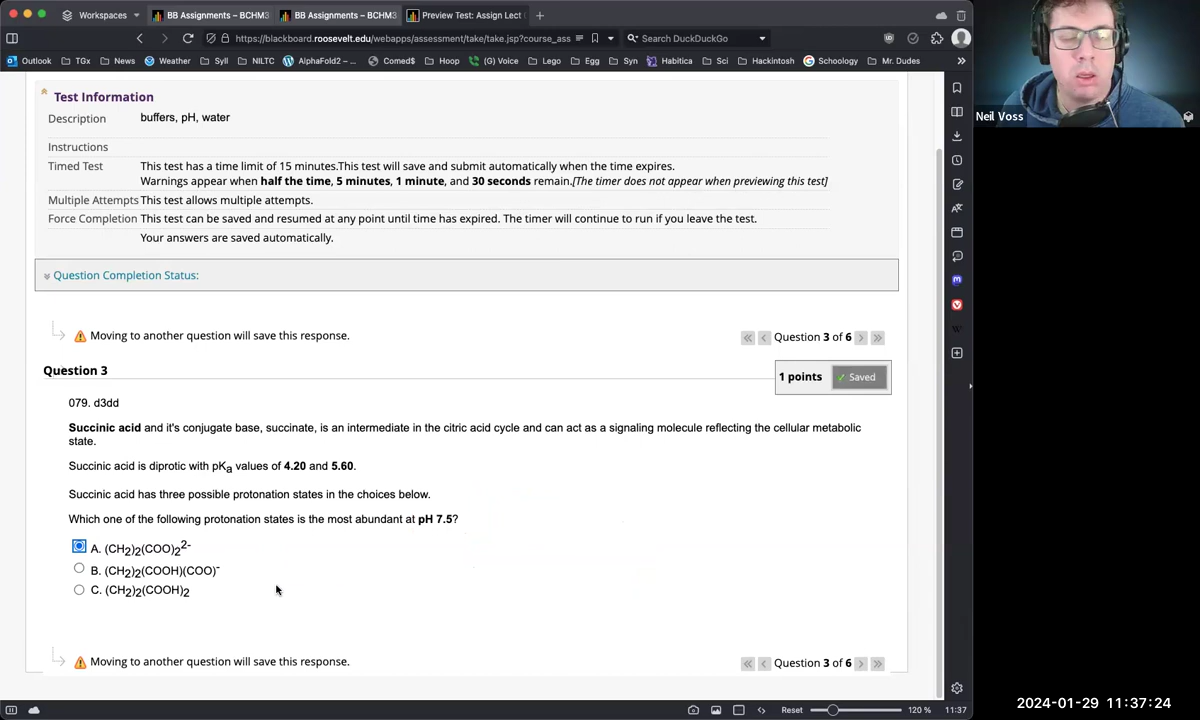 Workspaces
BB Assignments – BCHM3
BB Assignments – BCHM3
Preview Test: Assign Lect
https://blackboard.roosevelt.edu/webapps/assessment/take/take.jsp?course_ass
Search DuckDuckGo
Outlook TGx News Weather Syll NILTC AlphaFold2 – ... Comed$ Hoop (G) Voice Lego Egg Syn Habitica Sci Hackintosh Schoology Mr. Dudes
Test Information
Description buffers, pH, water
Instructions
Timed Test This test has a time limit of 15 minutes.This test will save and submit automatically when the time expires.
Warnings appear when half the time, 5 minutes, 1 minute, and 30 seconds remain.[The timer does not appear when previewing this test]
Multiple Attempts This test allows multiple attempts.
Force Completion This test can be saved and resumed at any point until time has expired. The timer will continue to run if you leave the test.
Your answers are saved automatically.
Question Completion Status:
Moving to another question will save this response.
Question 3 of 6
Question 3
1 points
Saved
079. d3dd
Succinic acid and it's conjugate base, succinate, is an intermediate in the citric acid cycle and can act as a signaling molecule reflecting the cellular metabolic
state.
Succinic acid is diprotic with pKa values of 4.20 and 5.60.
Succinic acid has three possible protonation states in the choices below.
Which one of the following protonation states is the most abundant at pH 7.5?
A. (CH2)2(COO)2 2-
B. (CH2)2(COOH)(COO)-
C. (CH2)2(COOH)2
Moving to another question will save this response.
Question 3 of 6
Reset
120 %
11:37
Neil Voss
2024-01-29 11:37:24